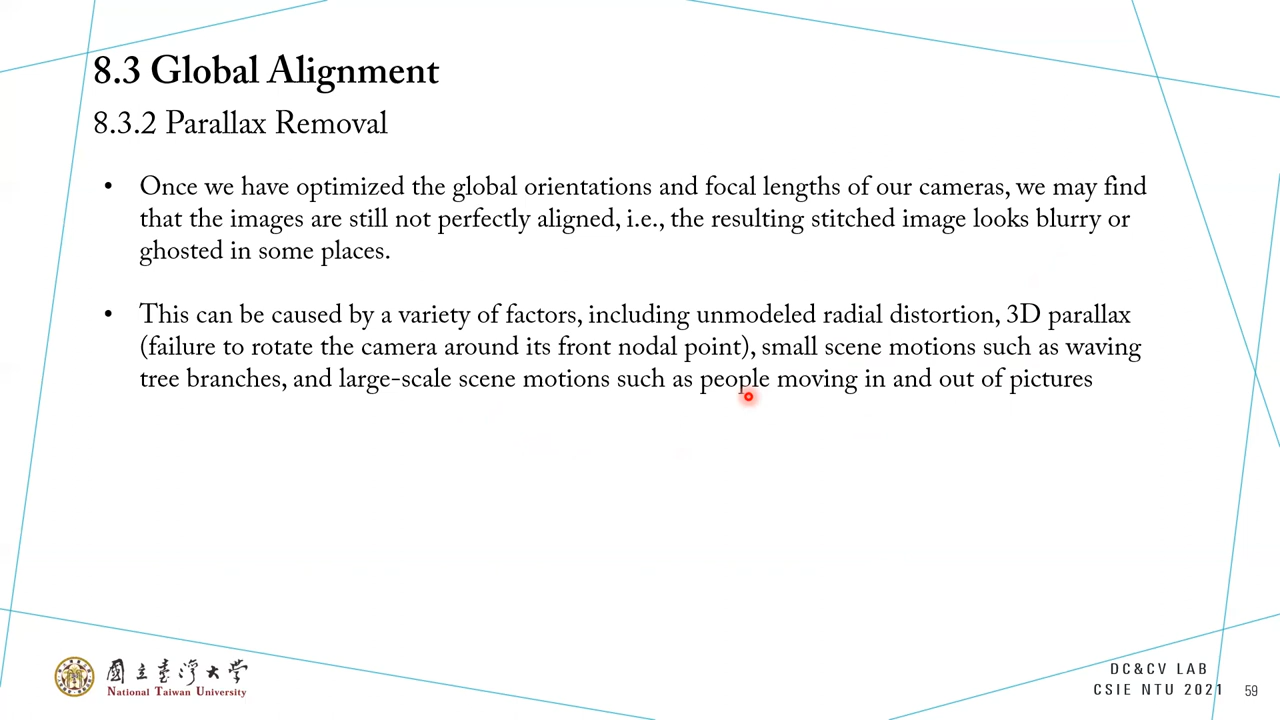 8.3 Global Alignment
8.3.2 Parallax Removal
• Once we have optimized the global orientations and focal lengths of our cameras, we may find
that the images are still not perfectly aligned, i.e., the resulting stitched image looks blurry or
ghosted in some places.
• This can be caused by a variety of factors, including unmodeled radial distortion, 3D parallax
(failure to rotate the camera around its front nodal point), small scene motions such as waving
tree branches, and large-scale scene motions such as people moving in and out of pictures
國立臺灣大學
National Taiwan University
DC&CV LAB
CSIE NTU 2021
59